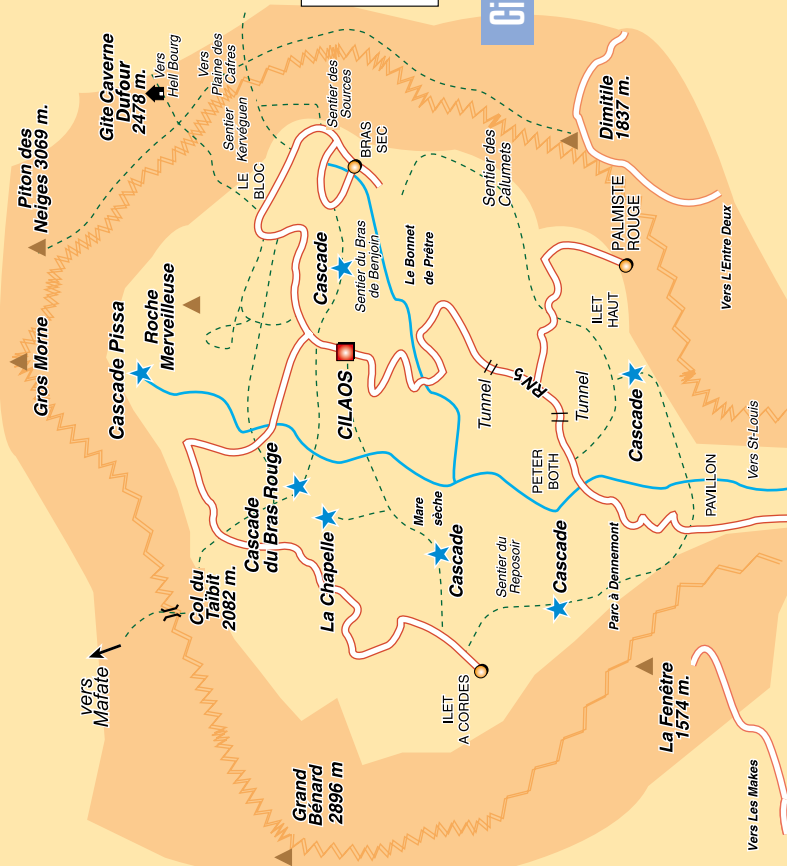 Piton des
Neiges 3069 m.
Gros Morne
vers
Mafate
Gite Caverne
Dufour
2478 m.
Vers
Hell Bourg
Cascade Pissa
Roche
Merveilleuse
Vers
Plaine des
Cafres
Col du
Taïbit
2082 m.
Sentier
Kervéguen
LE
BLOC
Cascade
du Bras Rouge
Grand
Bénard
2896 m
La Chapelle
Cascade
CILAOS
Sentier des
Sources
BRAS
SEC
Sentier du Bras
de Benjoin
Le Bonnet
de Prêtre
Mare
sèche
Cascade
ILET
A CORDES
Sentier des
Calumets
Tunnel
Sentier du
Reposoir
Ci
RN5
PETER
BOTH
Cascade
Tunnel
ILET
HAUT
PALMISTE
ROUGE
Dimitile
1837 m.
Parc à Dennemont
Cascade
La Fenêtre
1574 m.
PAVILLON
Vers L'Entre Deux
Vers St-Louis
Vers Les Makes